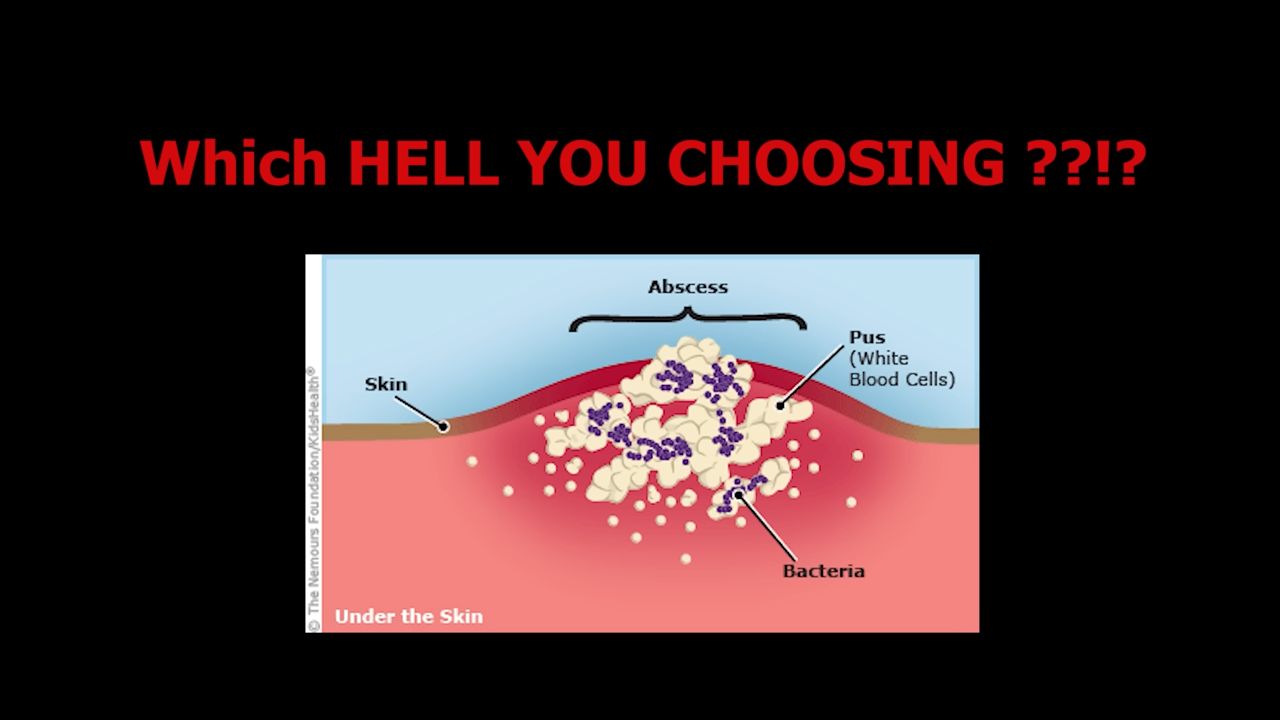 Which HELL YOU CHOOSING ??!?
Abscess
Pus
(White
Blood Cells)
Skin
Bacteria
Under the Skin
© The Nemours Foundation/KidsHealth®